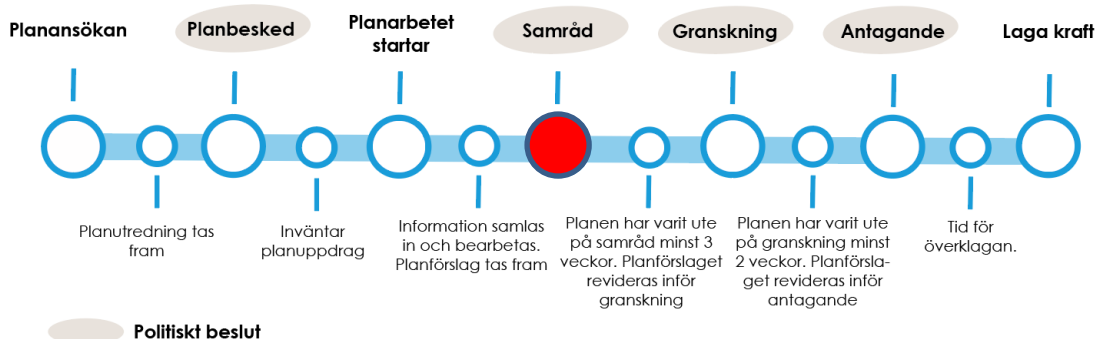 Planansökan
Planbesked
Planarbetet
startar
Samråd
Granskning
Antagande
Laga kraft
Planutredning tas
fram
Inväntar
planuppdrag
Information samlas
in och bearbetas.
Planförslag tas fram
Planen har varit ute
på samråd minst 3
veckor. Planförslaget
revideras inför
granskning
Planen har varit ute
på granskning minst
2 veckor. Planförsla-
get revideras inför
antagande
Tid för
överklagan.
Politiskt beslut